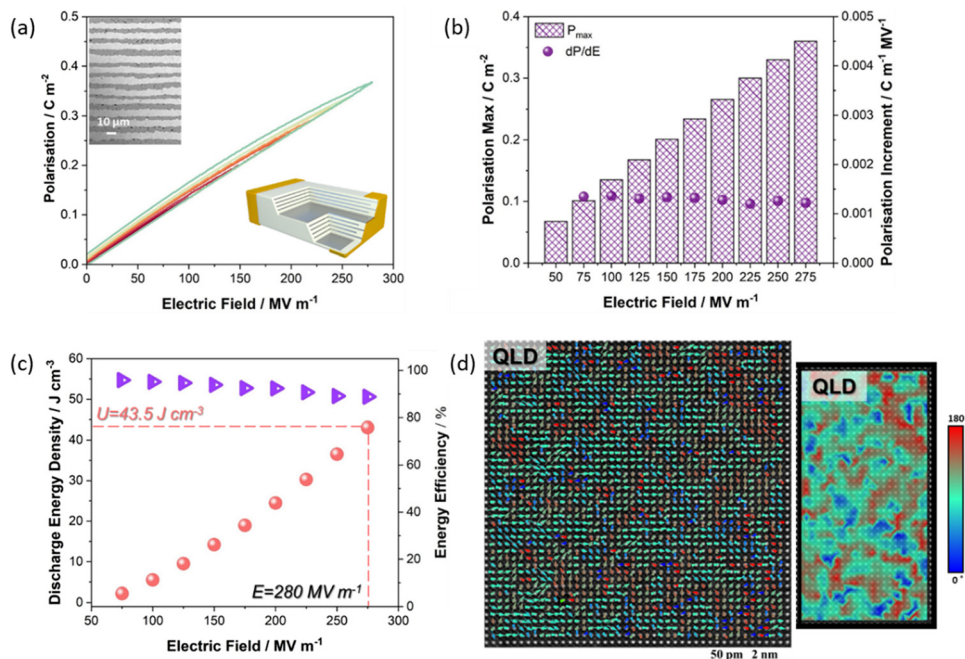 (a)
Polarisation / C m⁻²
0.5
0.4
0.3
0.2
0.1
0.0
10 μm
0 50 100 150 200 250 300
Electric Field / MV m⁻¹
(b)
Polarisation Max / C m⁻²
0.4
0.3
0.2
0.1
0.0
Pmax
dP/dE
0.005
0.004
0.003
0.002
0.001
0.000
Polarisation Increment / C m⁻¹ MV⁻¹
50 75 100 125 150 175 200 225 250 275
Electric Field / MV m⁻¹
(c)
Discharge Energy Density / J cm⁻³
60
55
50
45
40
35
30
25
20
15
10
5
0
U=43.5 J cm⁻³
E=280 MV m⁻¹
100
80
60
40
20
0
Energy Efficiency / %
50 100 150 200 250 300
Electric Field / MV m⁻¹
(d)
QLD
50 pm 2 nm
QLD
180
0°